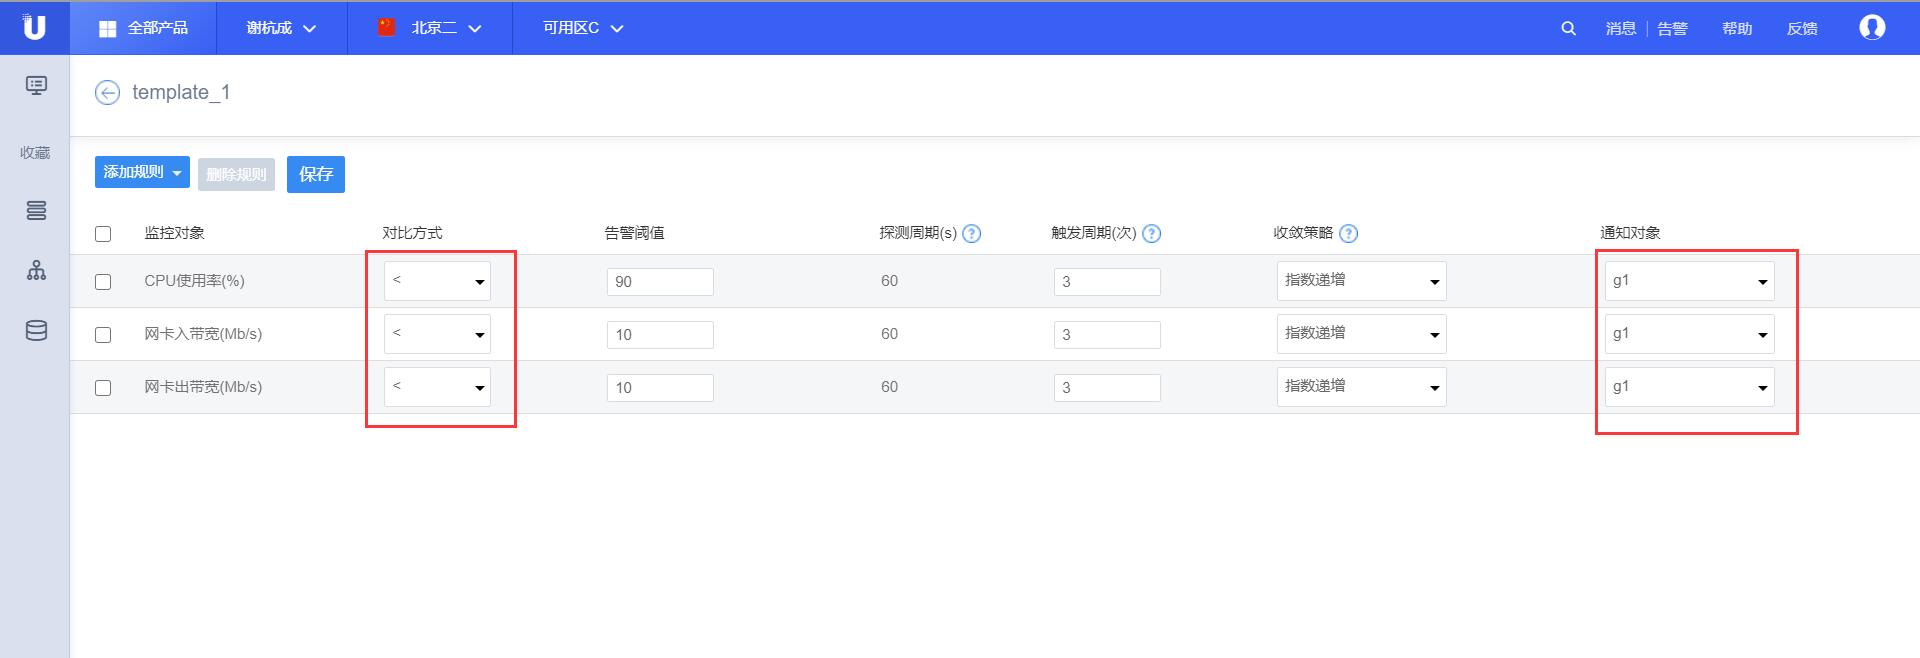 U 全部产品 谢杭成 北京二 可用区C 消息 告警 帮助 反馈
template_1
收藏
添加规则 删除规则 保存
监控对象 对比方式 告警阈值 探测周期(s) ? 触发周期(次) ? 收敛策略 ? 通知对象
CPU使用率(%) < 90 60 3 指数递增 g1
网卡入带宽(Mb/s) < 10 60 3 指数递增 g1
网卡出带宽(Mb/s) < 10 60 3 指数递增 g1